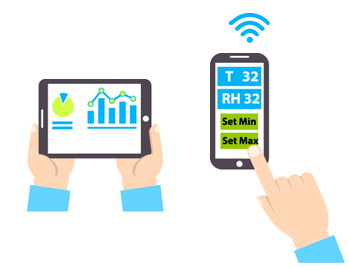 T 32
RH 32
Set Min
Set Max